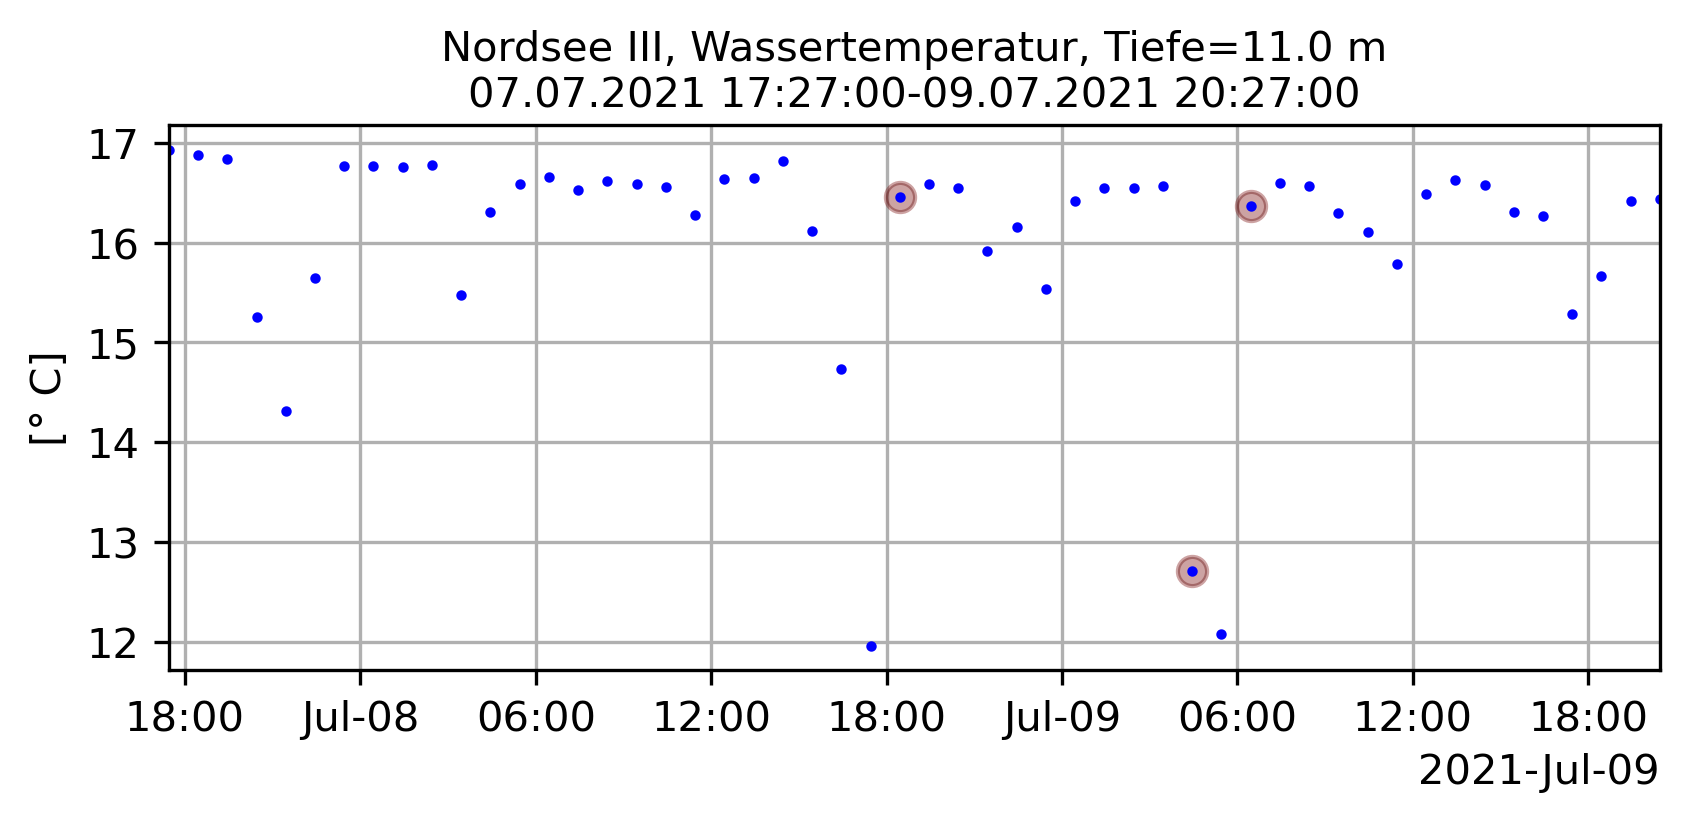 Nordsee III, Wassertemperatur, Tiefe=11.0 m
07.07.2021 17:27:00-09.07.2021 20:27:00
17
16
15
14
13
12
[° C]
18:00 Jul-08 06:00 12:00 18:00 Jul-09 06:00 12:00 18:00
2021-Jul-09